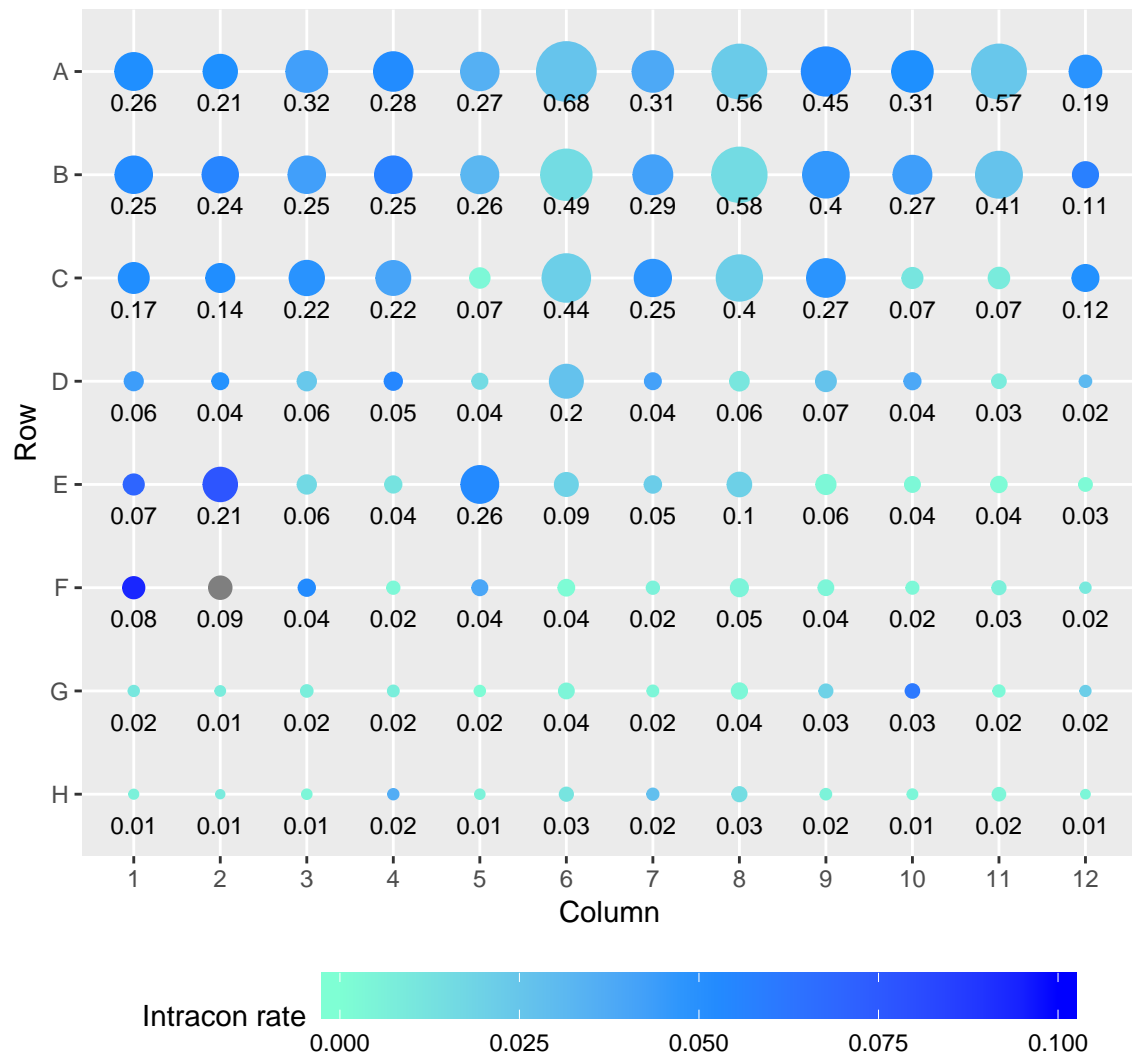 A
0.26 0.21 0.32 0.28 0.27 0.68 0.31 0.56 0.45 0.31 0.57 0.19
B
0.25 0.24 0.25 0.25 0.26 0.49 0.29 0.58 0.4 0.27 0.41 0.11
C
0.17 0.14 0.22 0.22 0.07 0.44 0.25 0.4 0.27 0.07 0.07 0.12
D
0.06 0.04 0.06 0.05 0.04 0.2 0.04 0.06 0.07 0.04 0.03 0.02
Row
E
0.07 0.21 0.06 0.04 0.26 0.09 0.05 0.1 0.06 0.04 0.04 0.03
F
0.08 0.09 0.04 0.02 0.04 0.04 0.02 0.05 0.04 0.02 0.03 0.02
G
0.02 0.01 0.02 0.02 0.02 0.04 0.02 0.04 0.03 0.03 0.02 0.02
H
0.01 0.01 0.01 0.02 0.01 0.03 0.02 0.03 0.02 0.01 0.02 0.01
1 2 3 4 5 6 7 8 9 10 11 12
Column
Intracon rate
0.000 0.025 0.050 0.075 0.100